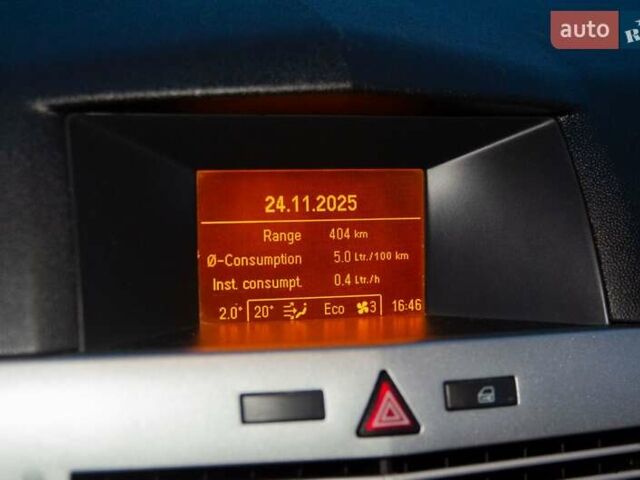 auto
24.11.2025
Range 404 km
Ø-Consumption 5.0 Ltr./100 km
Inst. consumpt. 0.4 Ltr./h
2.0° 20° Eco 3 16:46